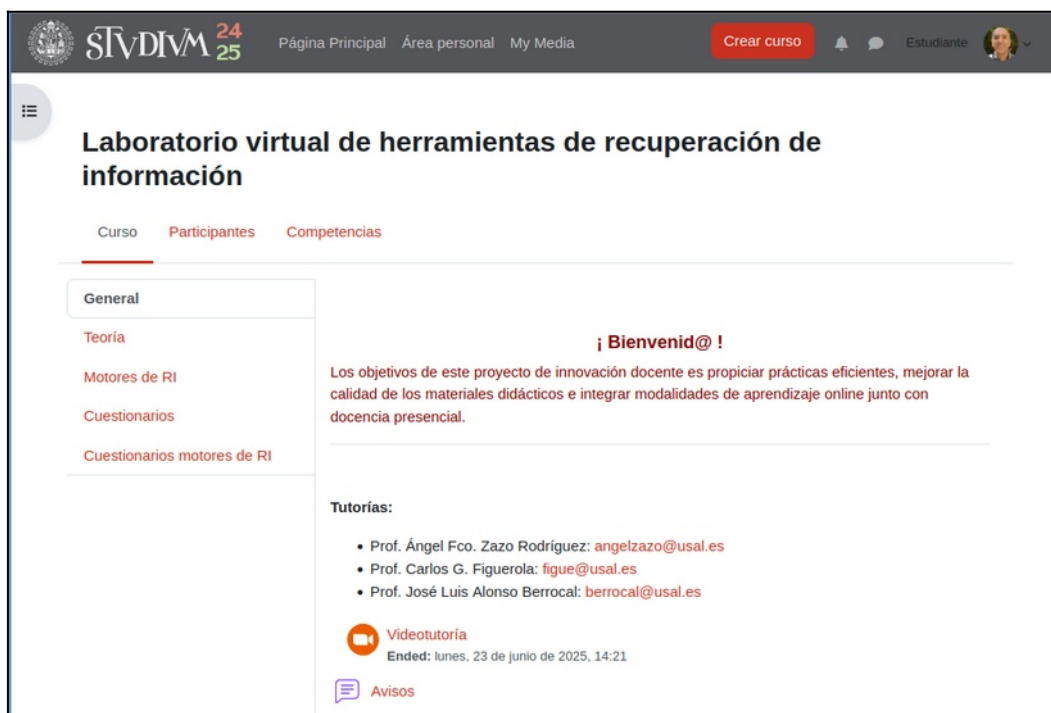 STVDIVM 24 25
Página Principal Área personal My Media Crear curso Estudiante
Laboratorio virtual de herramientas de recuperación de
información
Curso Participantes Competencias
General
Teoría
Motores de RI
Cuestionarios
Cuestionarios motores de RI
¡ Bienvenid@ !
Los objetivos de este proyecto de innovación docente es propiciar prácticas eficientes, mejorar la
calidad de los materiales didácticos e integrar modalidades de aprendizaje online junto con
docencia presencial.
Tutorías:
• Prof. Ángel Fco. Zazo Rodríguez: angelzazo@usal.es
• Prof. Carlos G. Figuerola: figue@usal.es
• Prof. José Luis Alonso Berrocal: berrocal@usal.es
Videotutoría
Ended: lunes, 23 de junio de 2025, 14:21
Avisos